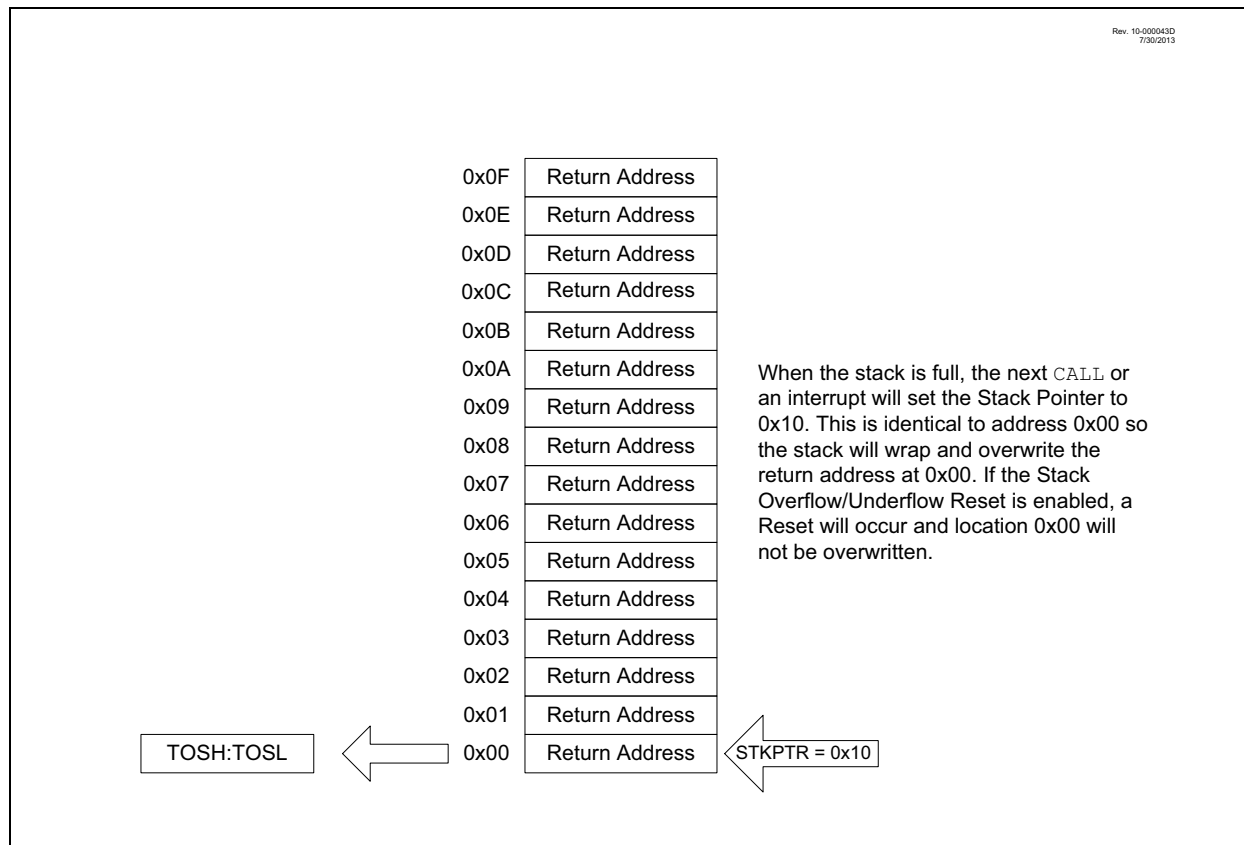 Rev. 10-000043D
7/30/2013
0x0F Return Address
0x0E Return Address
0x0D Return Address
0x0C Return Address
0x0B Return Address
0x0A Return Address
0x09 Return Address
0x08 Return Address
0x07 Return Address
0x06 Return Address
0x05 Return Address
0x04 Return Address
0x03 Return Address
0x02 Return Address
0x01 Return Address
TOSH:TOSL 0x00 Return Address STKPTR = 0x10
When the stack is full, the next CALL or
an interrupt will set the Stack Pointer to
0x10. This is identical to address 0x00 so
the stack will wrap and overwrite the
return address at 0x00. If the Stack
Overflow/Underflow Reset is enabled, a
Reset will occur and location 0x00 will
not be overwritten.